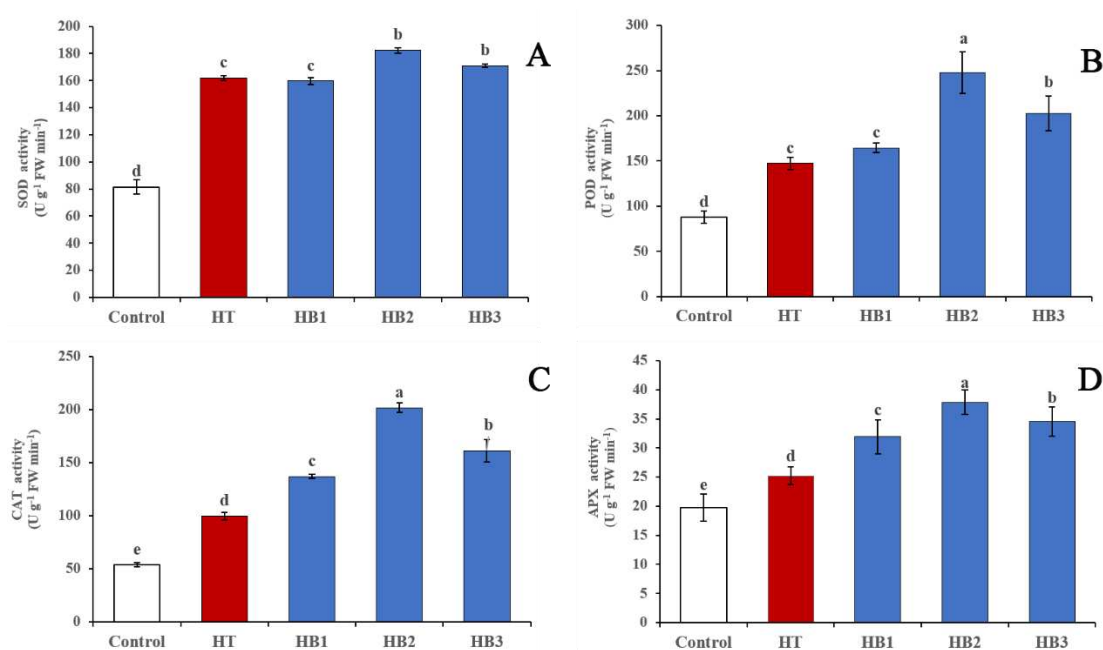 A
SOD activity
(U g⁻¹ FW min⁻¹)
200
180
160
140
120
100
80
60
40
20
0
d
c
c
b
b
Control HT HB1 HB2 HB3
B
POD activity
(U g⁻¹ FW min⁻¹)
300
250
200
150
100
50
0
d
c
c
a
b
Control HT HB1 HB2 HB3
C
CAT activity
(U g⁻¹ FW min⁻¹)
250
200
150
100
50
0
e
d
c
a
b
Control HT HB1 HB2 HB3
D
APX activity
(U g⁻¹ FW min⁻¹)
45
40
35
30
25
20
15
10
5
0
e
d
c
a
b
Control HT HB1 HB2 HB3